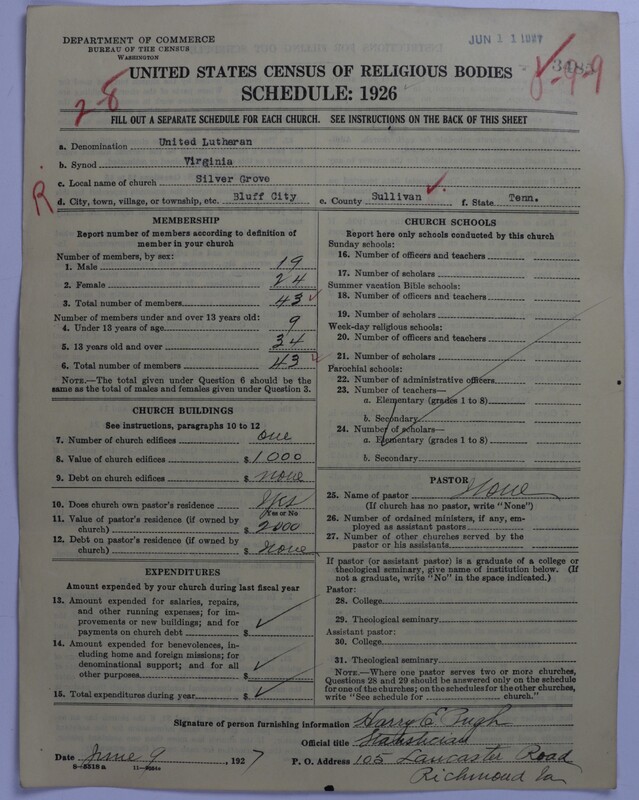 DEPARTMENT OF COMMERCE
BUREAU OF THE CENSUS
WASHINGTON
JUN 11 1927
3485
8-9-9
2-8
UNITED STATES CENSUS OF RELIGIOUS BODIES
SCHEDULE: 1926
FILL OUT A SEPARATE SCHEDULE FOR EACH CHURCH. SEE INSTRUCTIONS ON THE BACK OF THIS SHEET
a. Denomination United Lutheran
b. Synod Virginia
c. Local name of church Silver Grove
R
d. City, town, village, or township, etc. Bluff City e. County Sullivan f. State Tenn.
MEMBERSHIP
Report number of members according to definition of
member in your church
Number of members, by sex:
1. Male 19
2. Female 24
3. Total number of members 43
Number of members under and over 13 years old:
4. Under 13 years of age 9
5. 13 years old and over 34
6. Total number of members 43
NOTE.—The total given under Question 6 should be the
same as the total of males and females given under Question 3.
CHURCH BUILDINGS
See instructions, paragraphs 10 to 12
7. Number of church edifices one
8. Value of church edifices $ 1000
9. Debt on church edifices $ none
10. Does church own pastor's residence Yes
Yes or No
11. Value of pastor's residence (if owned by
church) $ 2000
12. Debt on pastor's residence (if owned by
church) $ None
EXPENDITURES
Amount expended by your church during last fiscal year
13. Amount expended for salaries, repairs,
and other running expenses; for im-
provements or new buildings; and for
payments on church debt $
14. Amount expended for benevolences, in-
cluding home and foreign missions; for
denominational support; and for all
other purposes $
15. Total expenditures during year $
CHURCH SCHOOLS
Report here only schools conducted by this church
Sunday schools:
16. Number of officers and teachers
17. Number of scholars
Summer vacation Bible schools:
18. Number of officers and teachers
19. Number of scholars
Week-day religious schools:
20. Number of officers and teachers
21. Number of scholars
Parochial schools:
22. Number of administrative officers
23. Number of teachers—
a. Elementary (grades 1 to 8)
b. Secondary
24. Number of scholars—
a. Elementary (grades 1 to 8)
b. Secondary
PASTOR
25. Name of pastor None
(If church has no pastor, write "None")
26. Number of ordained ministers, if any, em-
ployed as assistant pastors
27. Number of other churches served by the
pastor or his assistants
If pastor (or assistant pastor) is a graduate of a college or
theological seminary, give name of institution below. (If
not a graduate, write "No" in the space indicated.)
Pastor:
28. College
29. Theological seminary
Assistant pastor:
30. College
31. Theological seminary
NOTE.—Where one pastor serves two or more churches,
Questions 28 and 29 should be answered only on the schedule
for one of the churches; on the schedules for the other churches,
write "See schedule for church."
Signature of person furnishing information Harry E Pugh
Official title Statistician
Date June 9, 1927 P. O. Address 105 Lancaster Road
8-5518 a Richmond Va